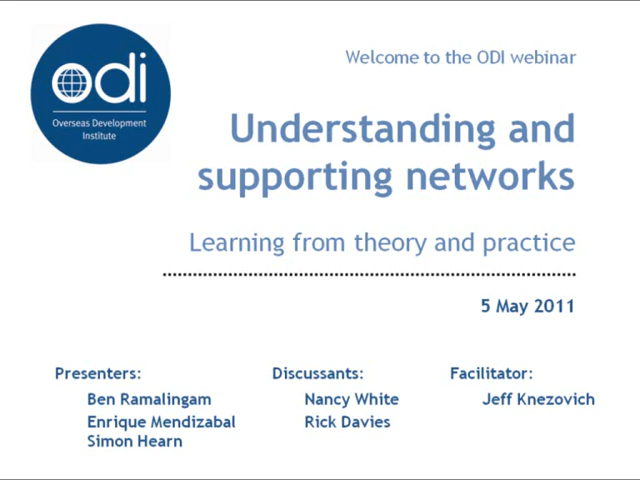 odi
Overseas Development
Institute
Welcome to the ODI webinar
Understanding and
supporting networks
Learning from theory and practice
5 May 2011
Presenters:
Ben Ramalingam
Enrique Mendizabal
Simon Hearn
Discussants:
Nancy White
Rick Davies
Facilitator:
Jeff Knezovich